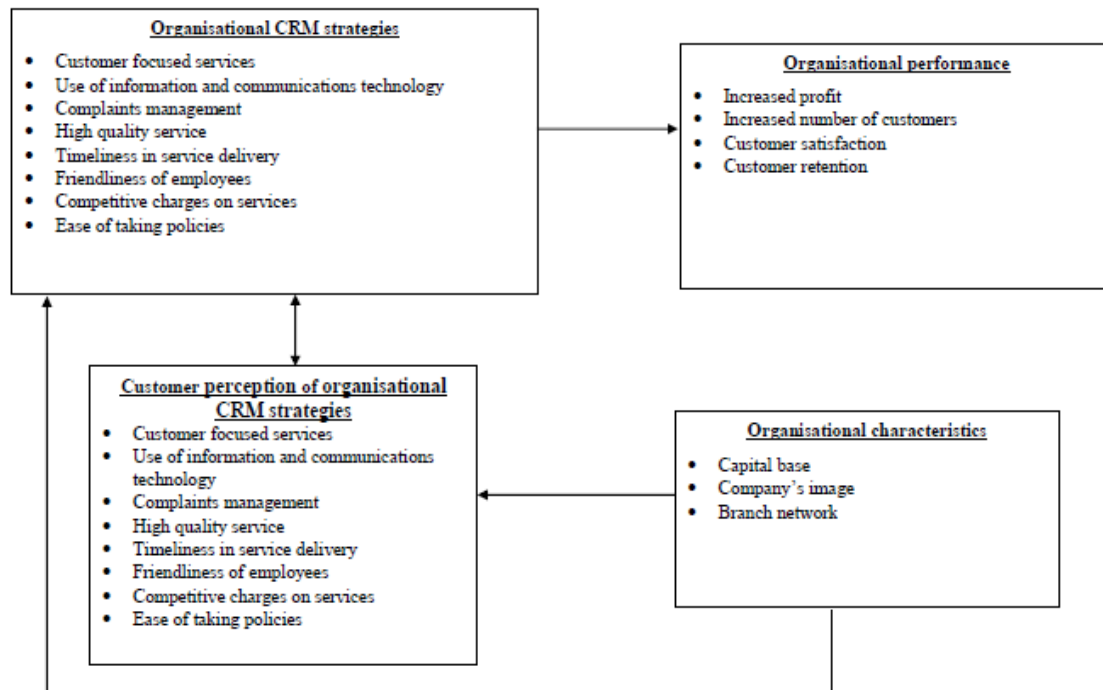 Organisational CRM strategies
• Customer focused services
• Use of information and communications technology
• Complaints management
• High quality service
• Timeliness in service delivery
• Friendliness of employees
• Competitive charges on services
• Ease of taking policies
Organisational performance
• Increased profit
• Increased number of customers
• Customer satisfaction
• Customer retention
Customer perception of organisational
CRM strategies
• Customer focused services
• Use of information and communications
technology
• Complaints management
• High quality service
• Timeliness in service delivery
• Friendliness of employees
• Competitive charges on services
• Ease of taking policies
Organisational characteristics
• Capital base
• Company’s image
• Branch network